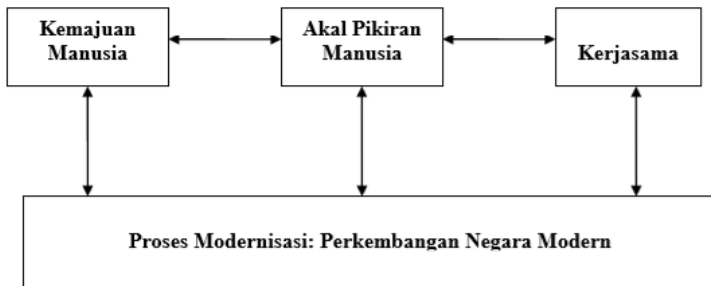 Kemajuan
Manusia
Akal Pikiran
Manusia
Kerjasama
Proses Modernisasi: Perkembangan Negara Modern